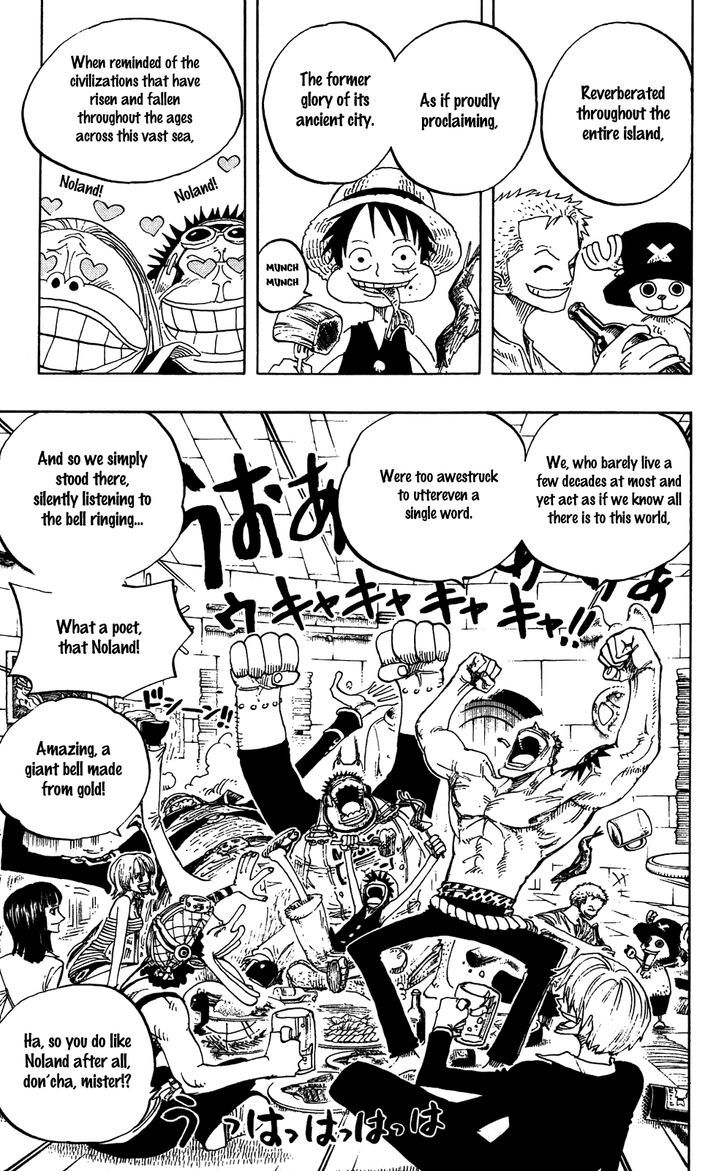 Reverberated
throughout the
entire island,
As if proudly
proclaiming,
The former
glory of its
ancient city.
MUNCH
MUNCH
When reminded of the
civilizations that have
risen and fallen
throughout the ages
across this vast sea,
Noland!
Noland!
We, who barely live a
few decades at most and
yet act as if we know all
there is to this world,
Were too awestruck
to uttereven a
single word.
And so we simply
stood there,
silently listening to
the bell ringing...
ウキャキャキャキャ!!
What a poet,
that Noland!
ドシーーン!!
Amazing, a
giant bell made
from gold!
Ha, so you do like
Noland after all,
don'cha, mister!?
うっはっはっはっは